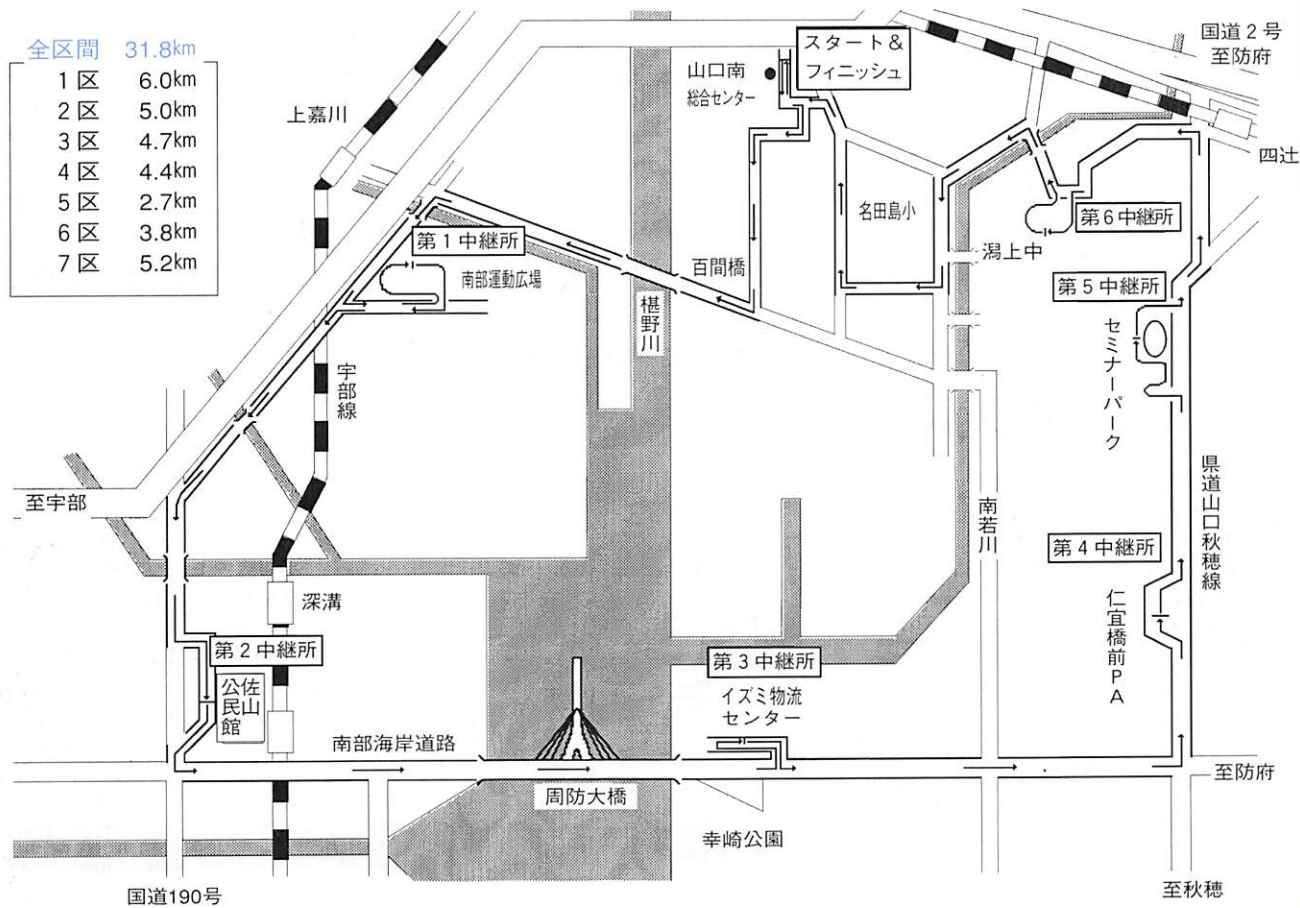 全区間 31.8km
1区 6.0km
2区 5.0km
3区 4.7km
4区 4.4km
5区 2.7km
6区 3.8km
7区 5.2km
国道2号
至防府
スタート&
フィニッシュ
山口南
総合センター
上嘉川
四辻
名田島小
第6中継所
第1中継所
南部運動広場
百間橋
潟上中
第5中継所
椹野川
セミナーパーク
宇部線
県道山口秋穂線
至宇部
南若川
第4中継所
深溝
仁宜橋前PA
第2中継所
佐山
公民館
第3中継所
イズミ物流
センター
南部海岸道路
周防大橋
至防府
幸崎公園
国道190号
至秋穂